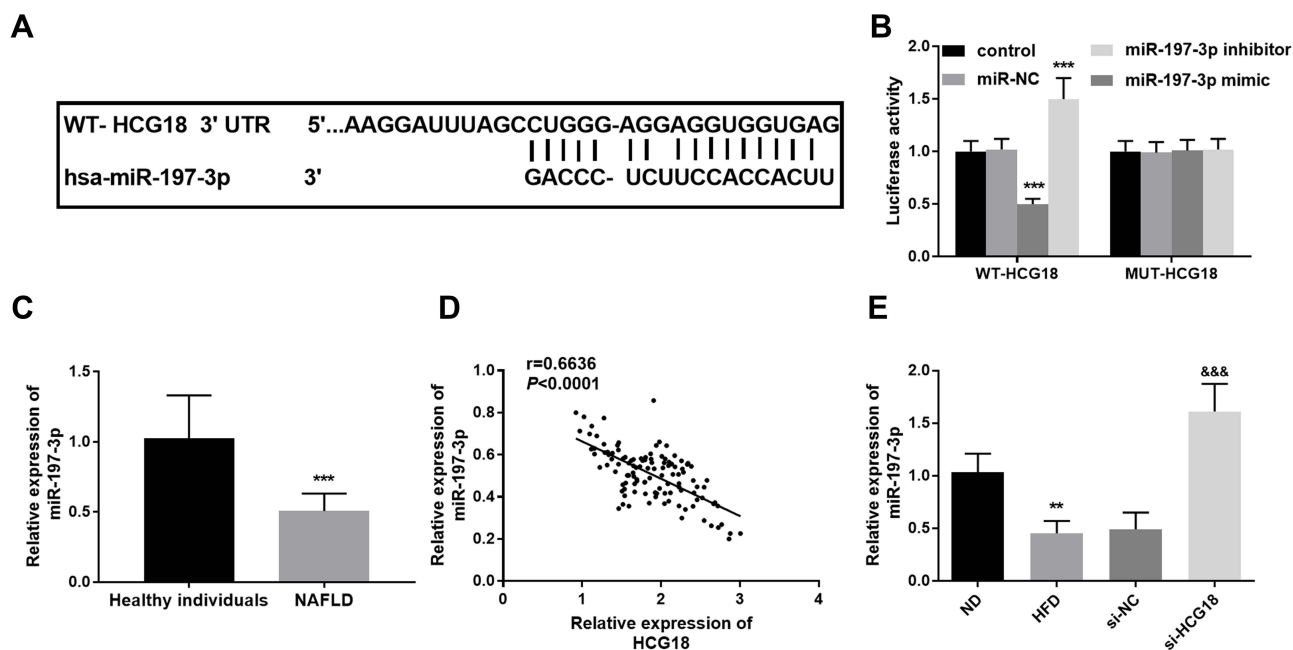 A
WT- HCG18 3' UTR 5'...AAGGAUUUAGCCUGGG-AGGAGGUGGUGAG
hsa-miR-197-3p 3' GACCC- UCUUCCACCACUU
B
Luciferase activity
2.0
1.5
1.0
0.5
0.0
control
miR-NC
miR-197-3p inhibitor
miR-197-3p mimic
***
***
WT-HCG18
MUT-HCG18
C
Relative expression of
miR-197-3p
1.5
1.0
0.5
0.0
***
Healthy individuals
NAFLD
D
r=0.6636
P<0.0001
Relative expression of
miR-197-3p
1.0
0.8
0.6
0.4
0.2
0.0
0 1 2 3 4
Relative expression of
HCG18
E
Relative expression of
miR-197-3p
2.0
1.5
1.0
0.5
0.0
**
&&&
ND
HFD
si-NC
si-HCG18